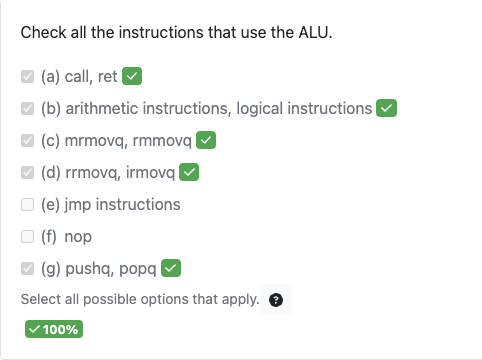 Check all the instructions that use the ALU.
(a) call, ret
(b) arithmetic instructions, logical instructions
(c) mrmovq, rmmovq
(d) rrmovq, irmovq
(e) jmp instructions
(f) nop
(g) pushq, popq
Select all possible options that apply. ?
100%